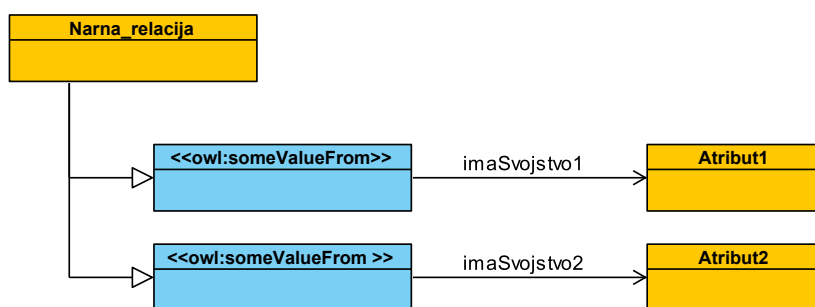 Narna_relacija
<<owl:someValueFrom>>
imaSvojstvo1
Atribut1
<<owl:someValueFrom >>
imaSvojstvo2
Atribut2